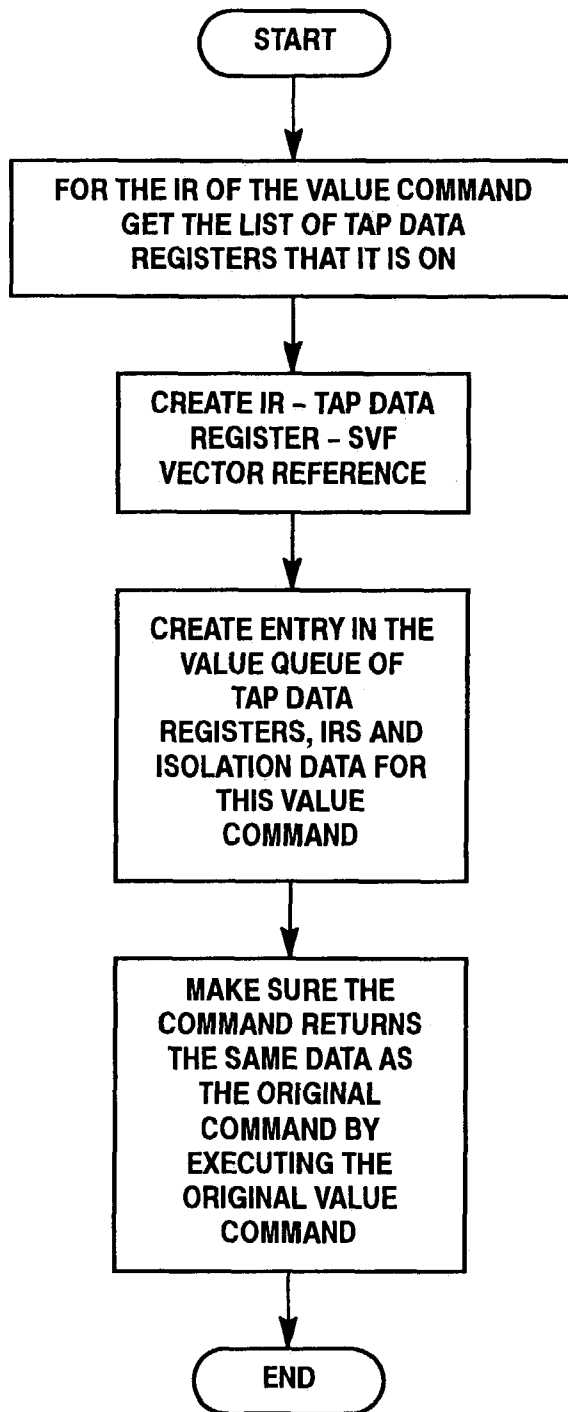 START
FOR THE IR OF THE VALUE COMMAND
GET THE LIST OF TAP DATA
REGISTERS THAT IT IS ON
CREATE IR – TAP DATA
REGISTER – SVF
VECTOR REFERENCE
CREATE ENTRY IN THE
VALUE QUEUE OF
TAP DATA
REGISTERS, IRS AND
ISOLATION DATA FOR
THIS VALUE
COMMAND
MAKE SURE THE
COMMAND RETURNS
THE SAME DATA AS
THE ORIGINAL
COMMAND BY
EXECUTING THE
ORIGINAL VALUE
COMMAND
END